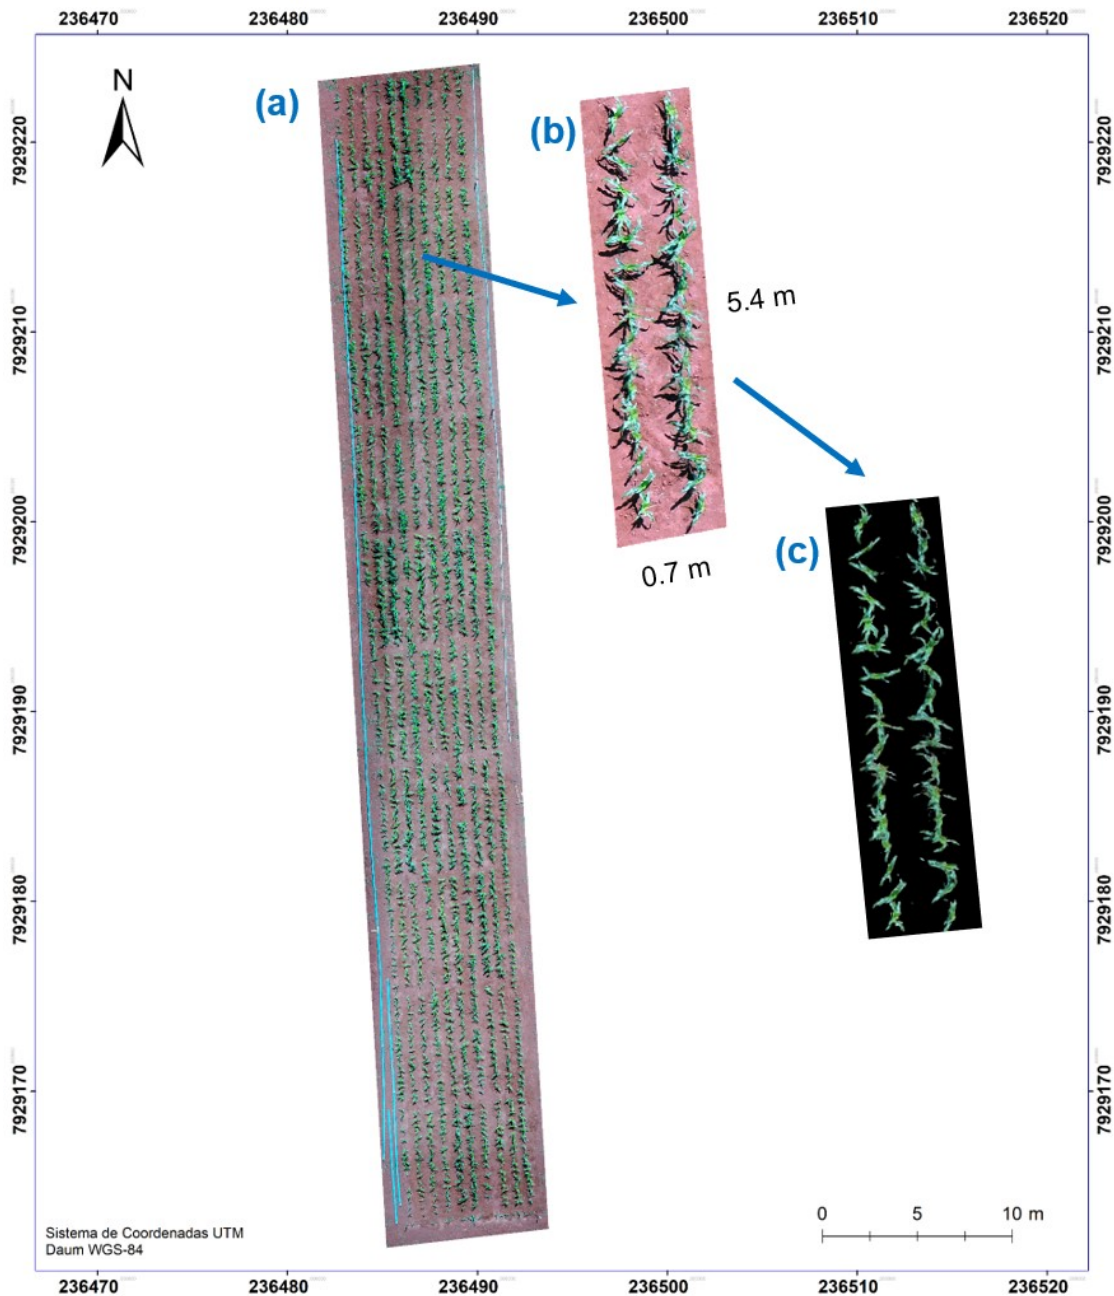 236470 236480 236490 236500 236510 236520
N
(a)
(b)
7929220 7929220
5.4 m
7929210 7929210
0.7 m
(c)
7929200 7929200
7929190 7929190
7929180 7929180
7929170 7929170
0 5 10 m
Sistema de Coordenadas UTM
Daum WGS-84
236470 236480 236490 236500 236510 236520